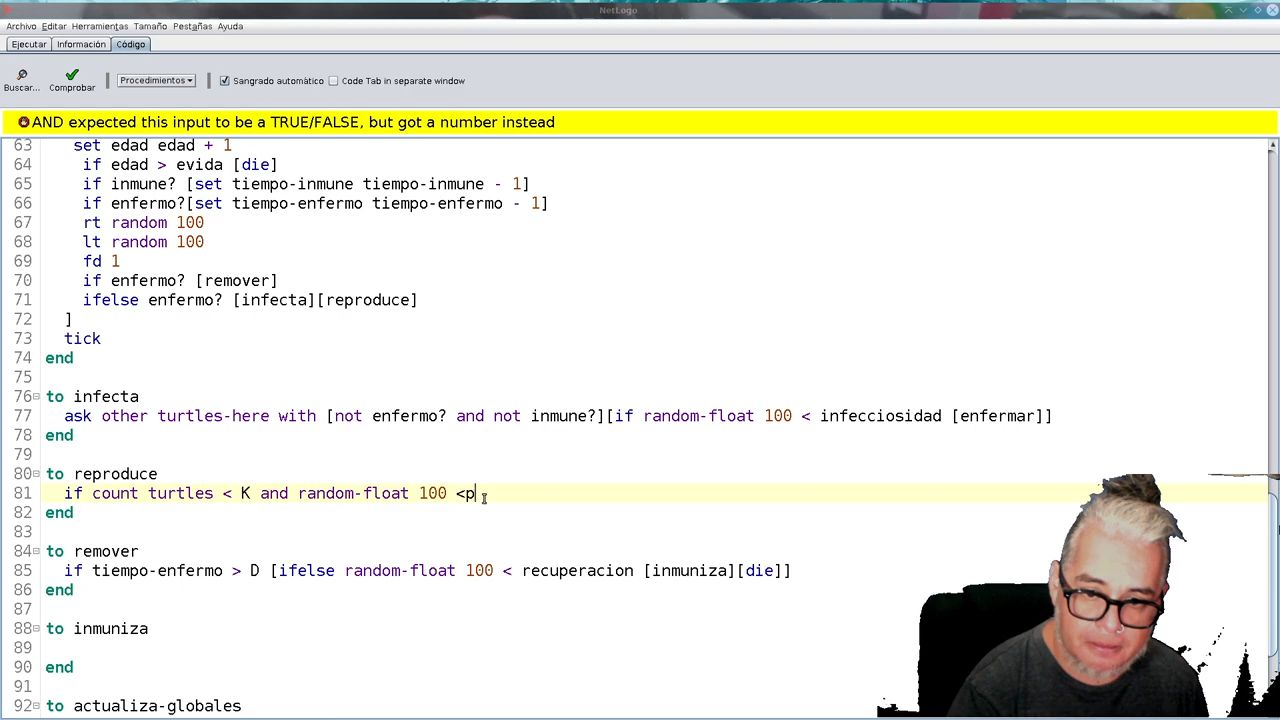 NetLogo
Archivo Editar Herramientas Tamaño Pestañas Ayuda
Ejecutar Información Código
Buscar... Comprobar Procedimientos Sangrado automático Code Tab in separate window
AND expected this input to be a TRUE/FALSE, but got a number instead
63 set edad edad + 1
64 if edad > evida [die]
65 if inmune? [set tiempo-inmune tiempo-inmune - 1]
66 if enfermo?[set tiempo-enfermo tiempo-enfermo - 1]
67 rt random 100
68 lt random 100
69 fd 1
70 if enfermo? [remover]
71 ifelse enfermo? [infecta][reproduce]
72 ]
73 tick
74 end
75
76 to infecta
77 ask other turtles-here with [not enfermo? and not inmune?][if random-float 100 < infecciosidad [enfermar]]
78 end
79
80 to reproduce
81 if count turtles < K and random-float 100 <p
82 end
83
84 to remover
85 if tiempo-enfermo > D [ifelse random-float 100 < recuperacion [inmuniza][die]]
86 end
87
88 to inmuniza
89
90 end
91
92 to actualiza-globales